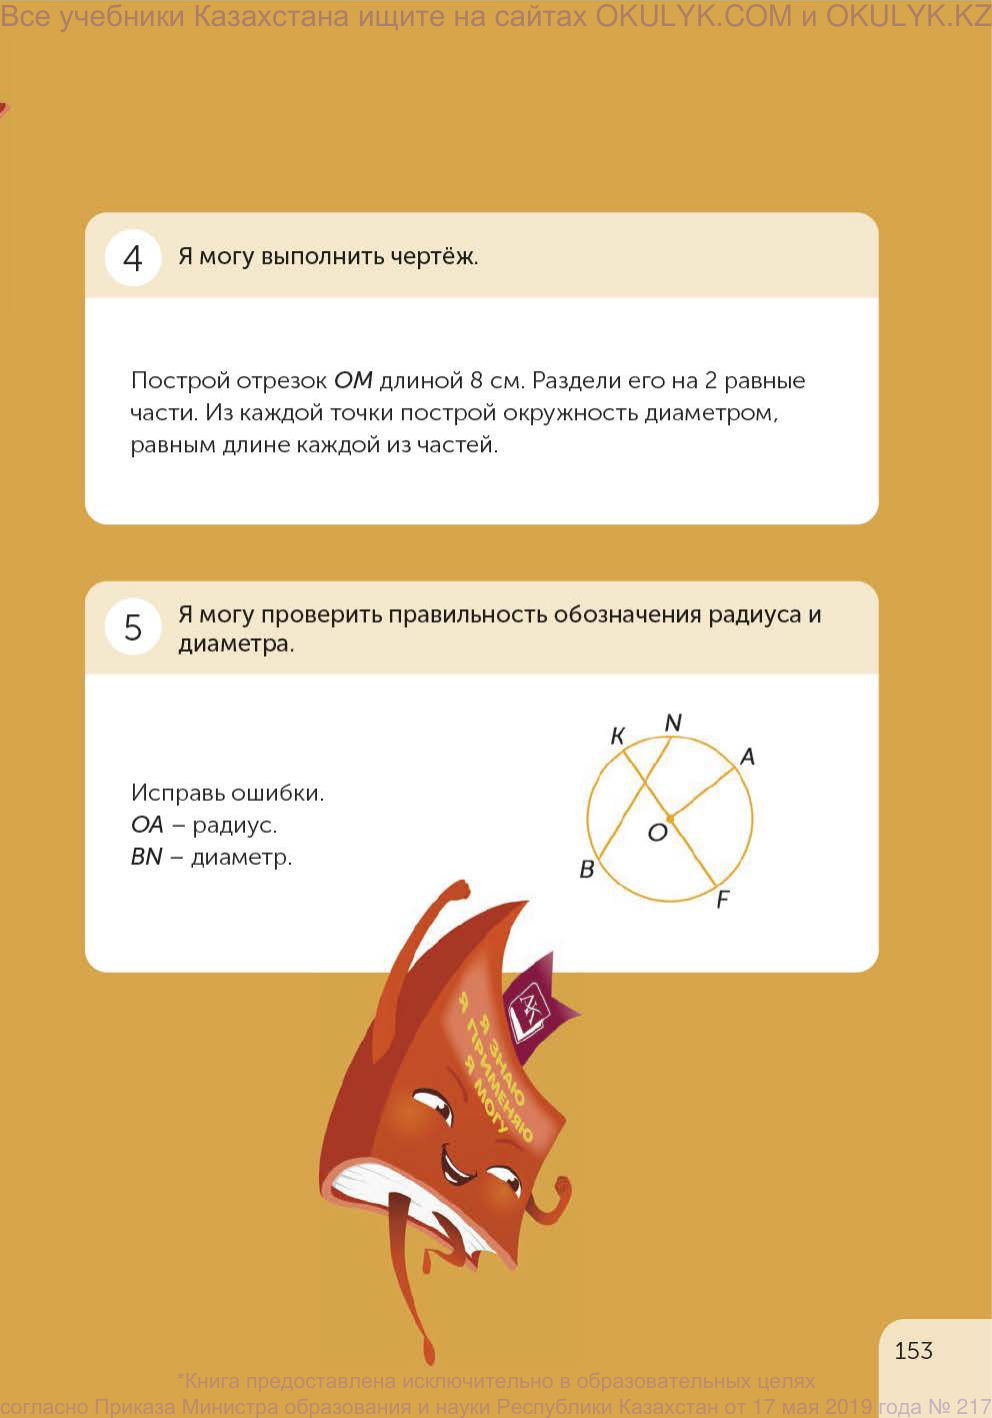 Все учебники Казахстана ищите на сайтах OKULYK.COM и OKULYK.KZ
4
Я могу выполнить чертёж.
Построй отрезок OM длиной 8 см. Раздели его на 2 равные
части. Из каждой точки построй окружность диаметром,
равным длине каждой из частей.
5
Я могу проверить правильность обозначения радиуса и
диаметра.
Исправь ошибки.
OA – радиус.
BN – диаметр.
K
N
A
O
B
F
Я
Я ЗНАЮ
Я ПРИМЕНЯЮ
Я МОГУ
153
*Книга предоставлена исключительно в образовательных целях
согласно Приказа Министра образования и науки Республики Казахстан от 17 мая 2019 года № 217